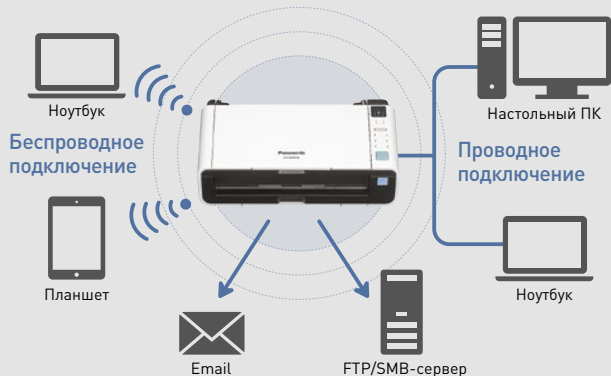 Ноутбук
Настольный ПК
Беспроводное
подключение
Panasonic
Проводное
подключение
Планшет
Ноутбук
Email
FTP/SMB-сервер